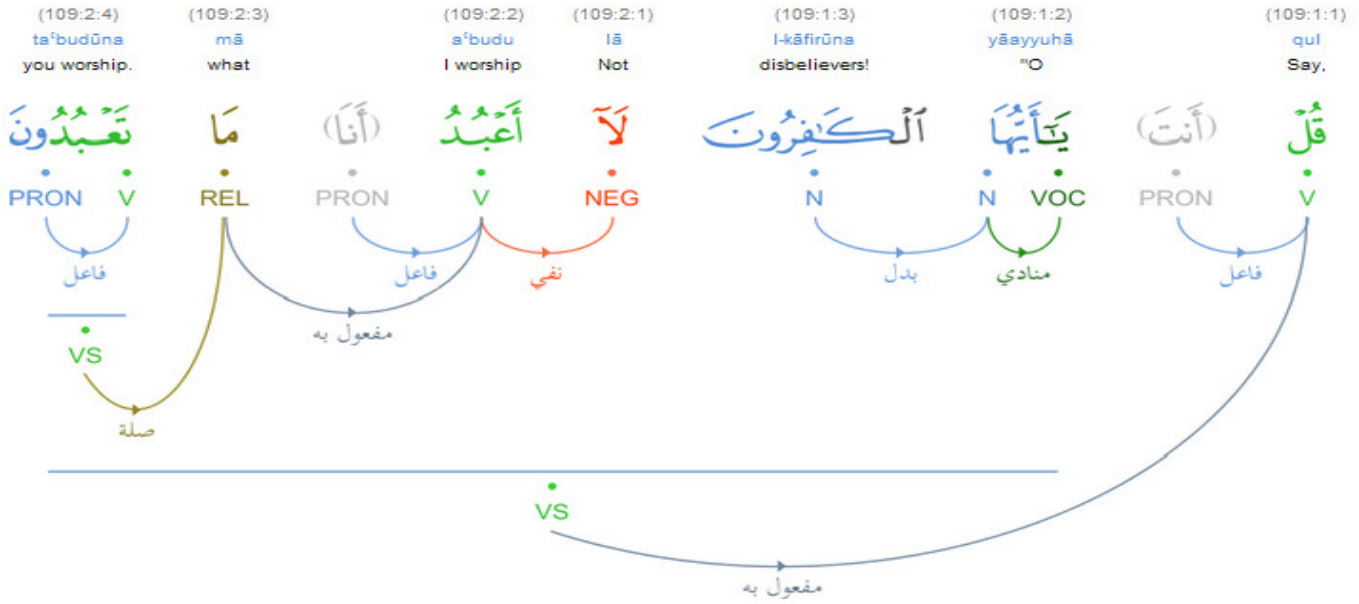 (109:2:4) (109:2:3) (109:2:2) (109:2:1) (109:1:3) (109:1:2) (109:1:1)
taʿbudūna mā aʿbudu lā l-kāfirūna yāayyuhā qul
you worship. what I worship Not disbelievers! "O Say,
قُلْ (أَنتَ) يَـٰٓأَيُّهَا ٱلْكَـٰفِرُونَ لَآ أَعْبُدُ (أَنَا) مَا تَعْبُدُونَ
PRON V REL PRON V NEG N N VOC PRON V
فاعل منادي بدل نفي فاعل فاعل
مفعول به
VS
صلة
VS
مفعول به